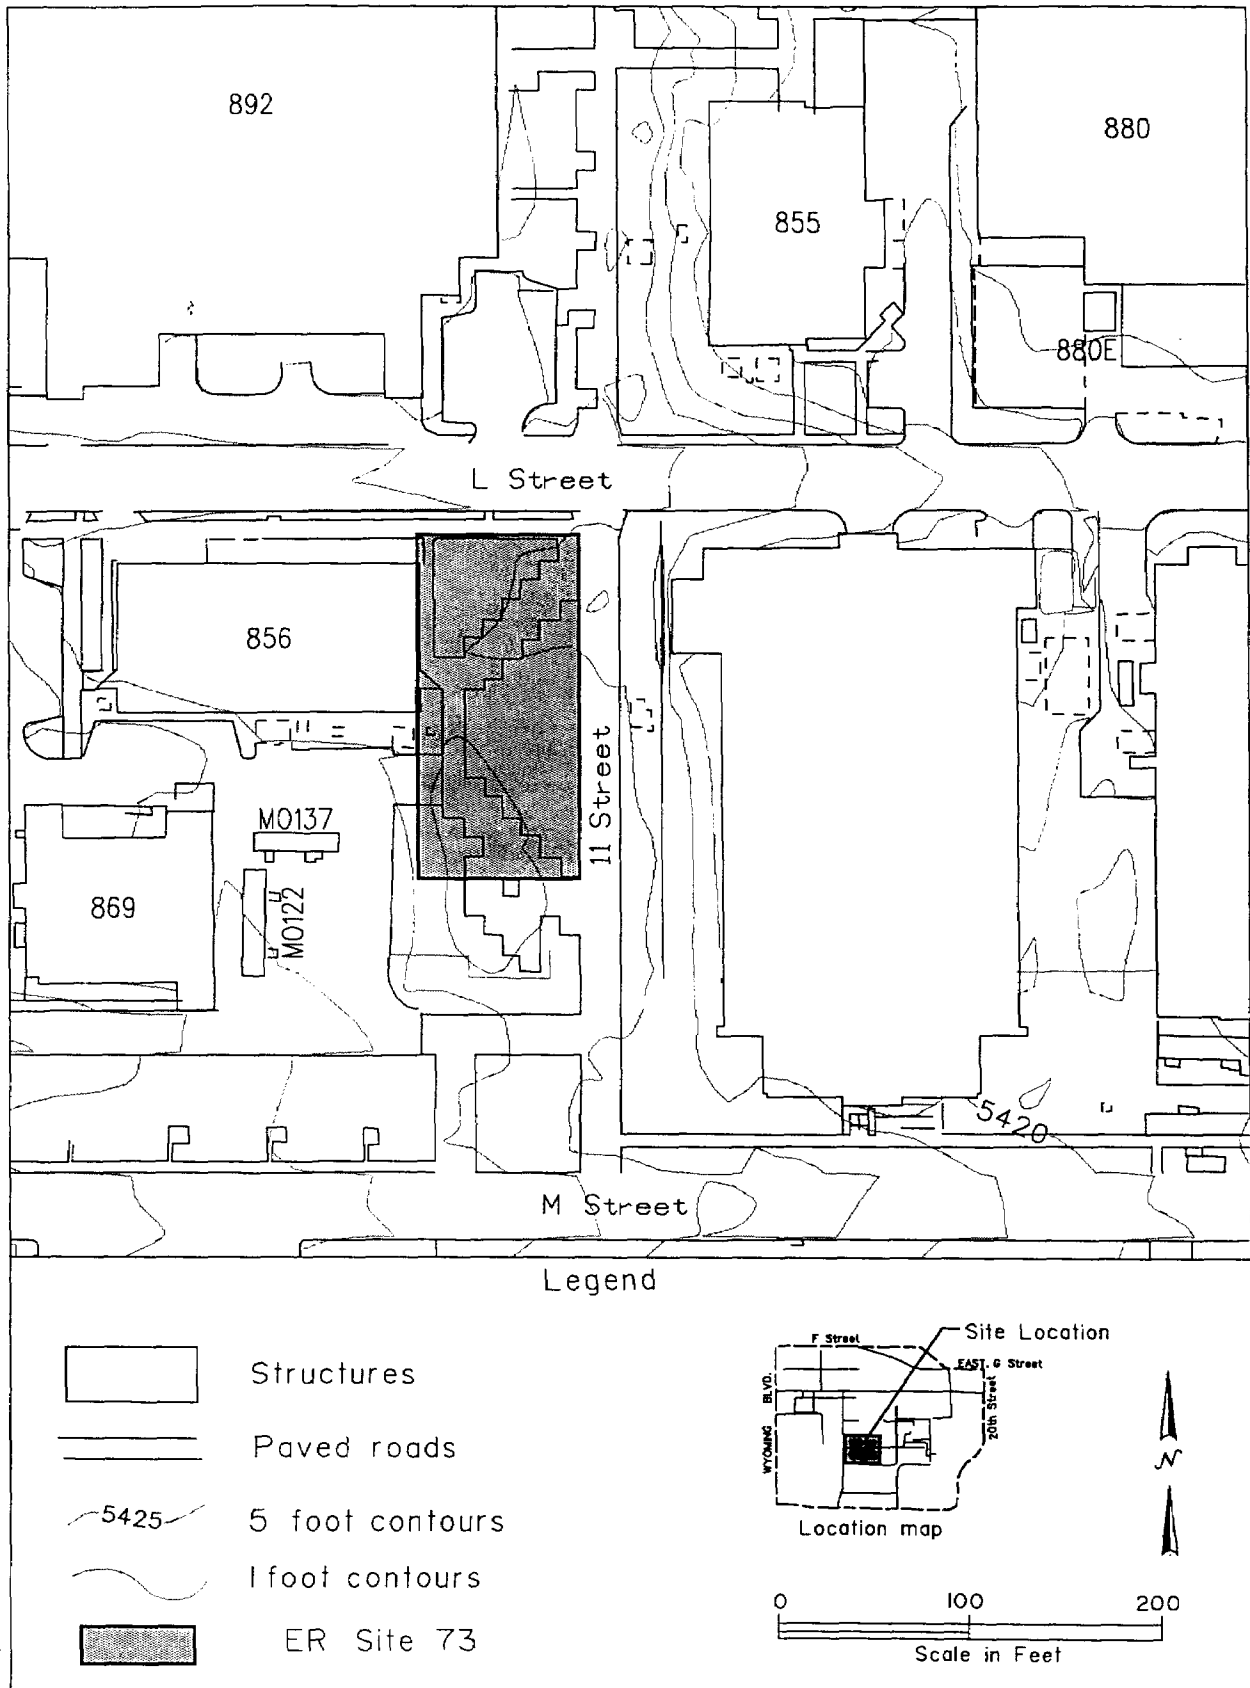 892
880
855
880E
L Street
856
11 Street
MO137
869
MO122
5420
M Street
Legend
Structures
Paved roads
5425
5 foot contours
1 foot contours
ER Site 73
Site Location
F Street
EAST. G Street
WYOMING BLVD.
20th Street
Location map
N
0 100 200
Scale in Feet